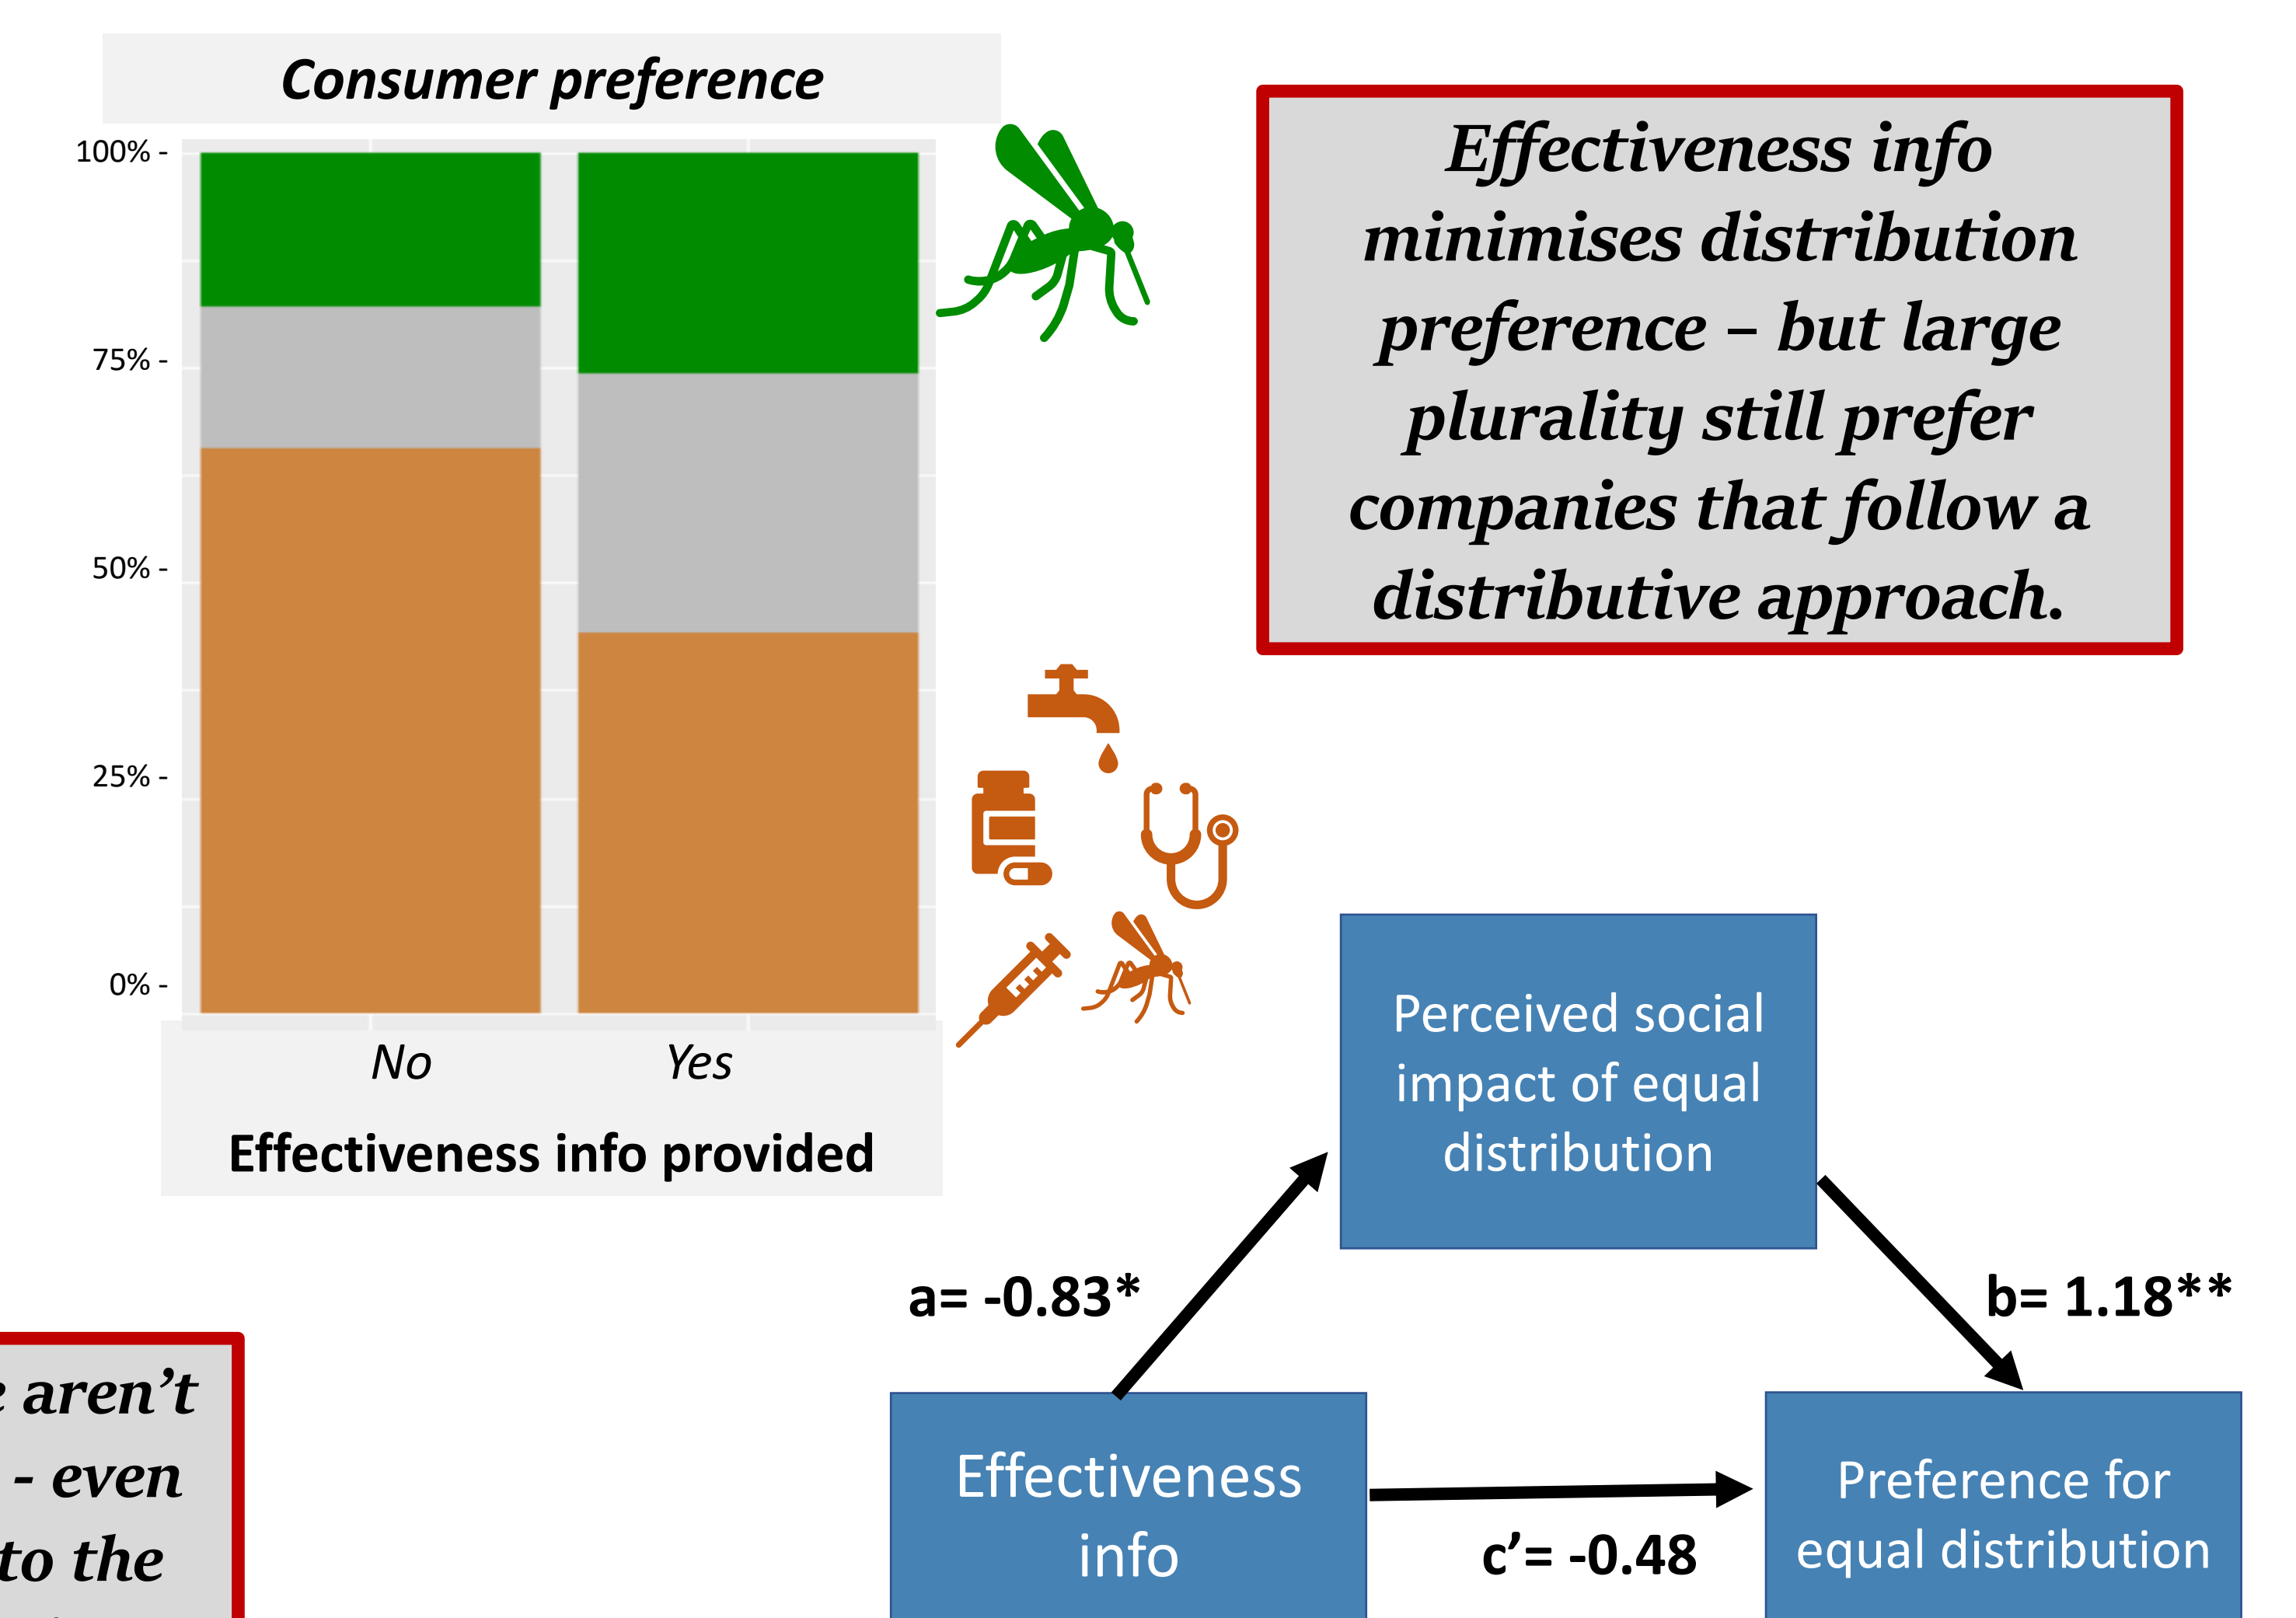 Consumer preference
100% -
75% -
50% -
25% -
0% -
No
Yes
Effectiveness info provided
Effectiveness info
minimises distribution
preference – but large
plurality still prefer
companies that follow a
distributive approach.
Perceived social
impact of equal
distribution
a= -0.83*
b= 1.18**
Effectiveness
info
c’= -0.48
Preference for
equal distribution
aren’t
- even
to the